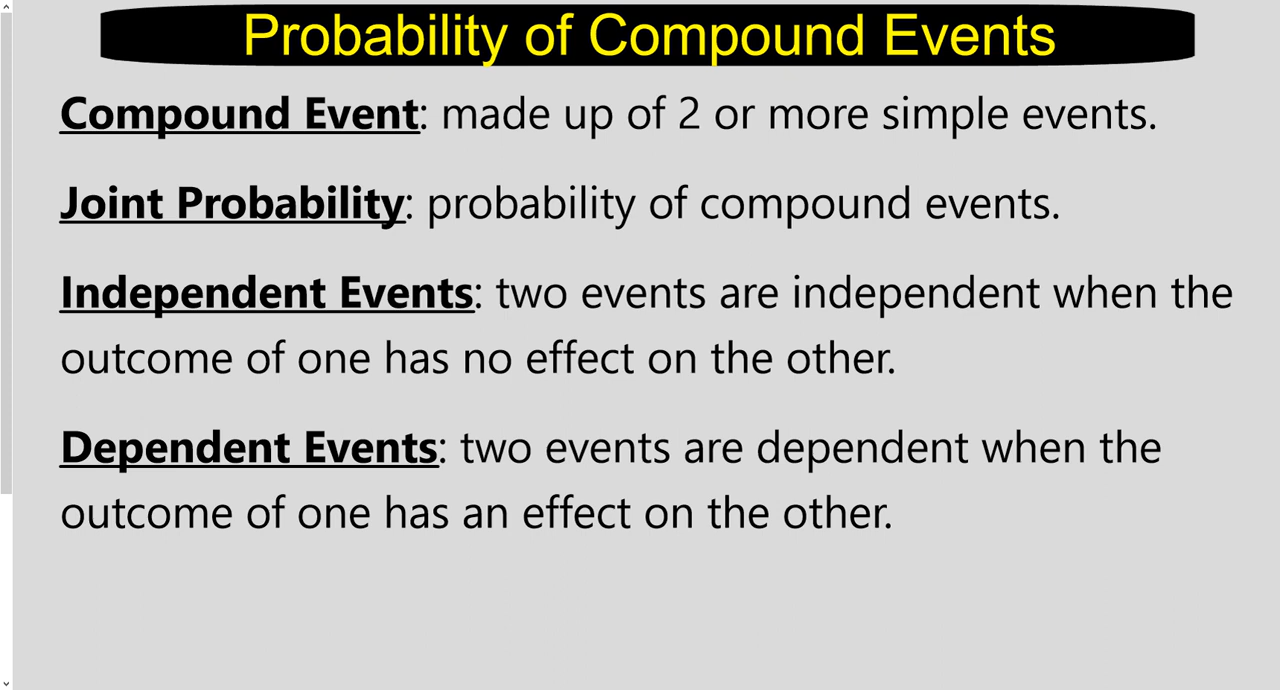 Probability of Compound Events
Compound Event: made up of 2 or more simple events.
Joint Probability: probability of compound events.
Independent Events: two events are independent when the
outcome of one has no effect on the other.
Dependent Events: two events are dependent when the
outcome of one has an effect on the other.